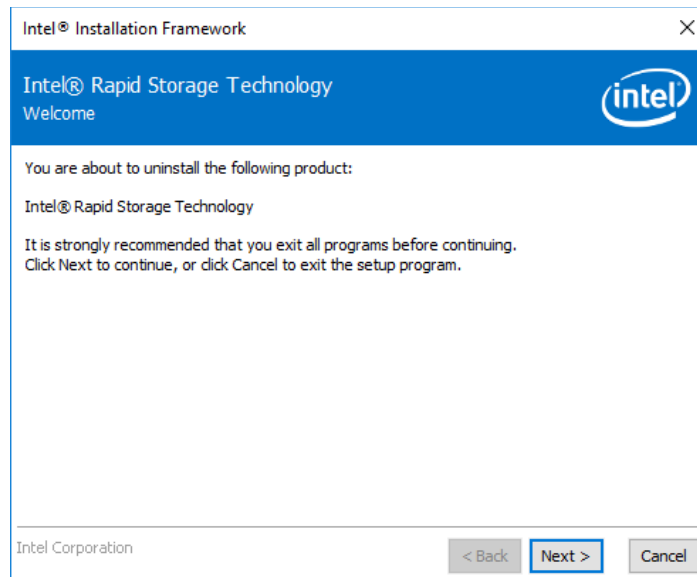 Intel® Installation Framework
Intel® Rapid Storage Technology
Welcome
intel
You are about to uninstall the following product:
Intel® Rapid Storage Technology
It is strongly recommended that you exit all programs before continuing.
Click Next to continue, or click Cancel to exit the setup program.
Intel Corporation
< Back Next > Cancel